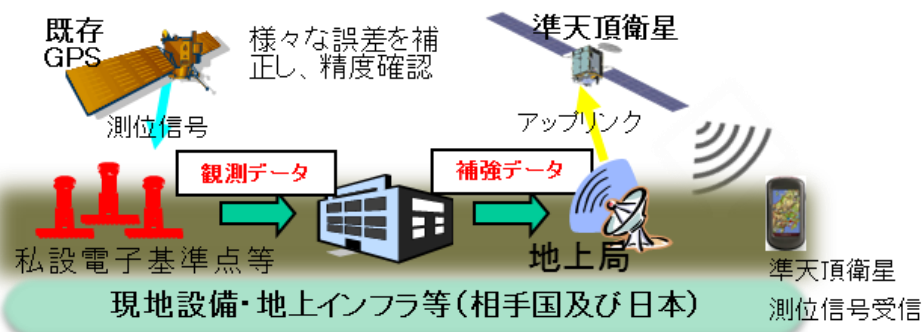 既存
GPS
様々な誤差を補
正し、精度確認
準天頂衛星
測位信号
アップリンク
観測データ
補強データ
私設電子基準点等
地上局
準天頂衛星
測位信号受信
現地設備・地上インフラ等(相手国及び日本)